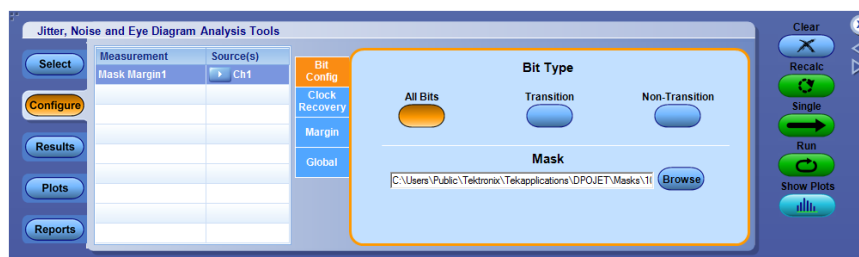 Jitter, Noise and Eye Diagram Analysis Tools
Clear
Select
Measurement Source(s)
Mask Margin1 Ch1
Bit
Config
Bit Type
Recalc
Configure
Clock
Recovery
All Bits Transition Non-Transition
Single
Margin
Results
Global
Mask
Run
C:\Users\Public\Tektronix\Tekapplications\DPOJET\Masks\1 Browse
Plots
Show Plots
Reports